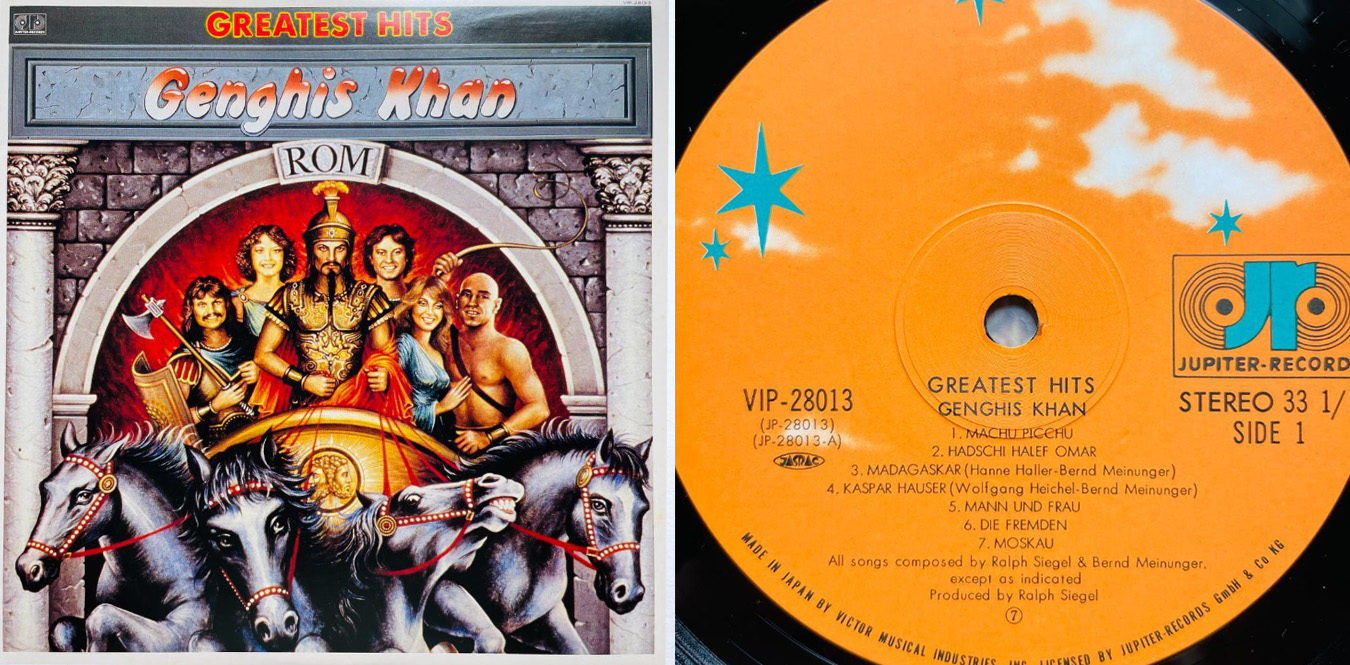 VIP-28013
JUPITER-RECORDS
GREATEST HITS
Genghis Khan
ROM
JR
JUPITER-RECORD
VIP-28013
(JP-28013)
(JP-28013-A)
JASRAC
STEREO 33 1/
SIDE 1
GREATEST HITS
GENGHIS KHAN
1. MACHU PICCHU
2. HADSCHI HALEF OMAR
3. MADAGASKAR (Hanne Haller-Bernd Meinunger)
4. KASPAR HAUSER (Wolfgang Heichel-Bernd Meinunger)
5. MANN UND FRAU
6. DIE FREMDEN
7. MOSKAU
All songs composed by Ralph Siegel & Bernd Meinunger,
except as indicated
Produced by Ralph Siegel
⑦
MADE IN JAPAN BY VICTOR MUSICAL INDUSTRIES, INC. LICENSED BY JUPITER-RECORDS GmbH & Co KG